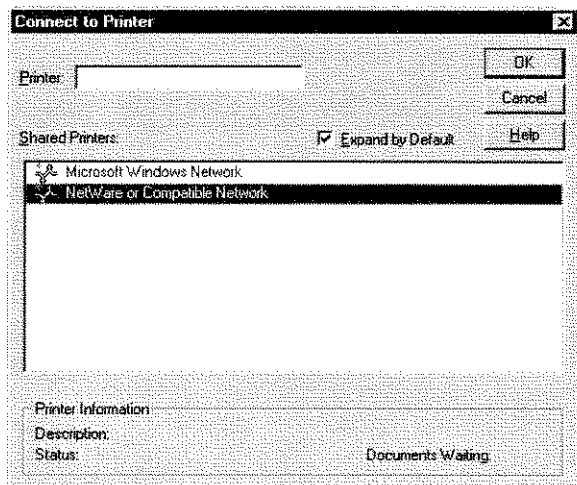 Connect to Printer
Printer:
OK
Cancel
Shared Printers:
Expand by Default
Help
Microsoft Windows Network
NetWare or Compatible Network
Printer Information
Description:
Status:
Documents Waiting: